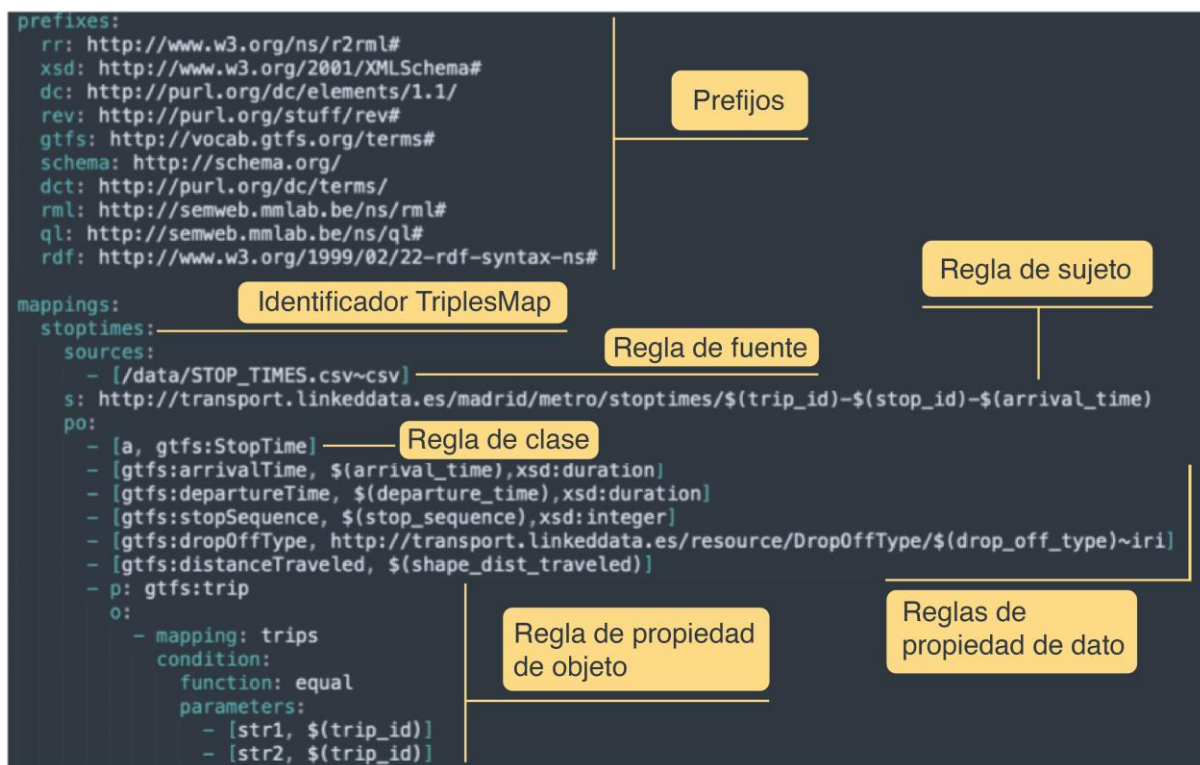 prefixes:
rr: http://www.w3.org/ns/r2rml#
xsd: http://www.w3.org/2001/XMLSchema#
dc: http://purl.org/dc/elements/1.1/
rev: http://purl.org/stuff/rev#
gtfs: http://vocab.gtfs.org/terms#
schema: http://schema.org/
dct: http://purl.org/dc/terms/
rml: http://semweb.mmlab.be/ns/rml#
ql: http://semweb.mmlab.be/ns/ql#
rdf: http://www.w3.org/1999/02/22-rdf-syntax-ns#
Prefijos
Regla de sujeto
mappings:
Identificador TriplesMap
stoptimes:
sources:
Regla de fuente
- [/data/STOP_TIMES.csv~csv]
s: http://transport.linkeddata.es/madrid/metro/stoptimes/$(trip_id)-$(stop_id)-$(arrival_time)
po:
- [a, gtfs:StopTime]
Regla de clase
- [gtfs:arrivalTime, $(arrival_time),xsd:duration]
- [gtfs:departureTime, $(departure_time),xsd:duration]
- [gtfs:stopSequence, $(stop_sequence),xsd:integer]
- [gtfs:dropOffType, http://transport.linkeddata.es/resource/DropOffType/$(drop_off_type)~iri]
- [gtfs:distanceTraveled, $(shape_dist_traveled)]
- p: gtfs:trip
o:
- mapping: trips
condition:
function: equal
parameters:
- [str1, $(trip_id)]
- [str2, $(trip_id)]
Regla de propiedad
de objeto
Reglas de
propiedad de dato